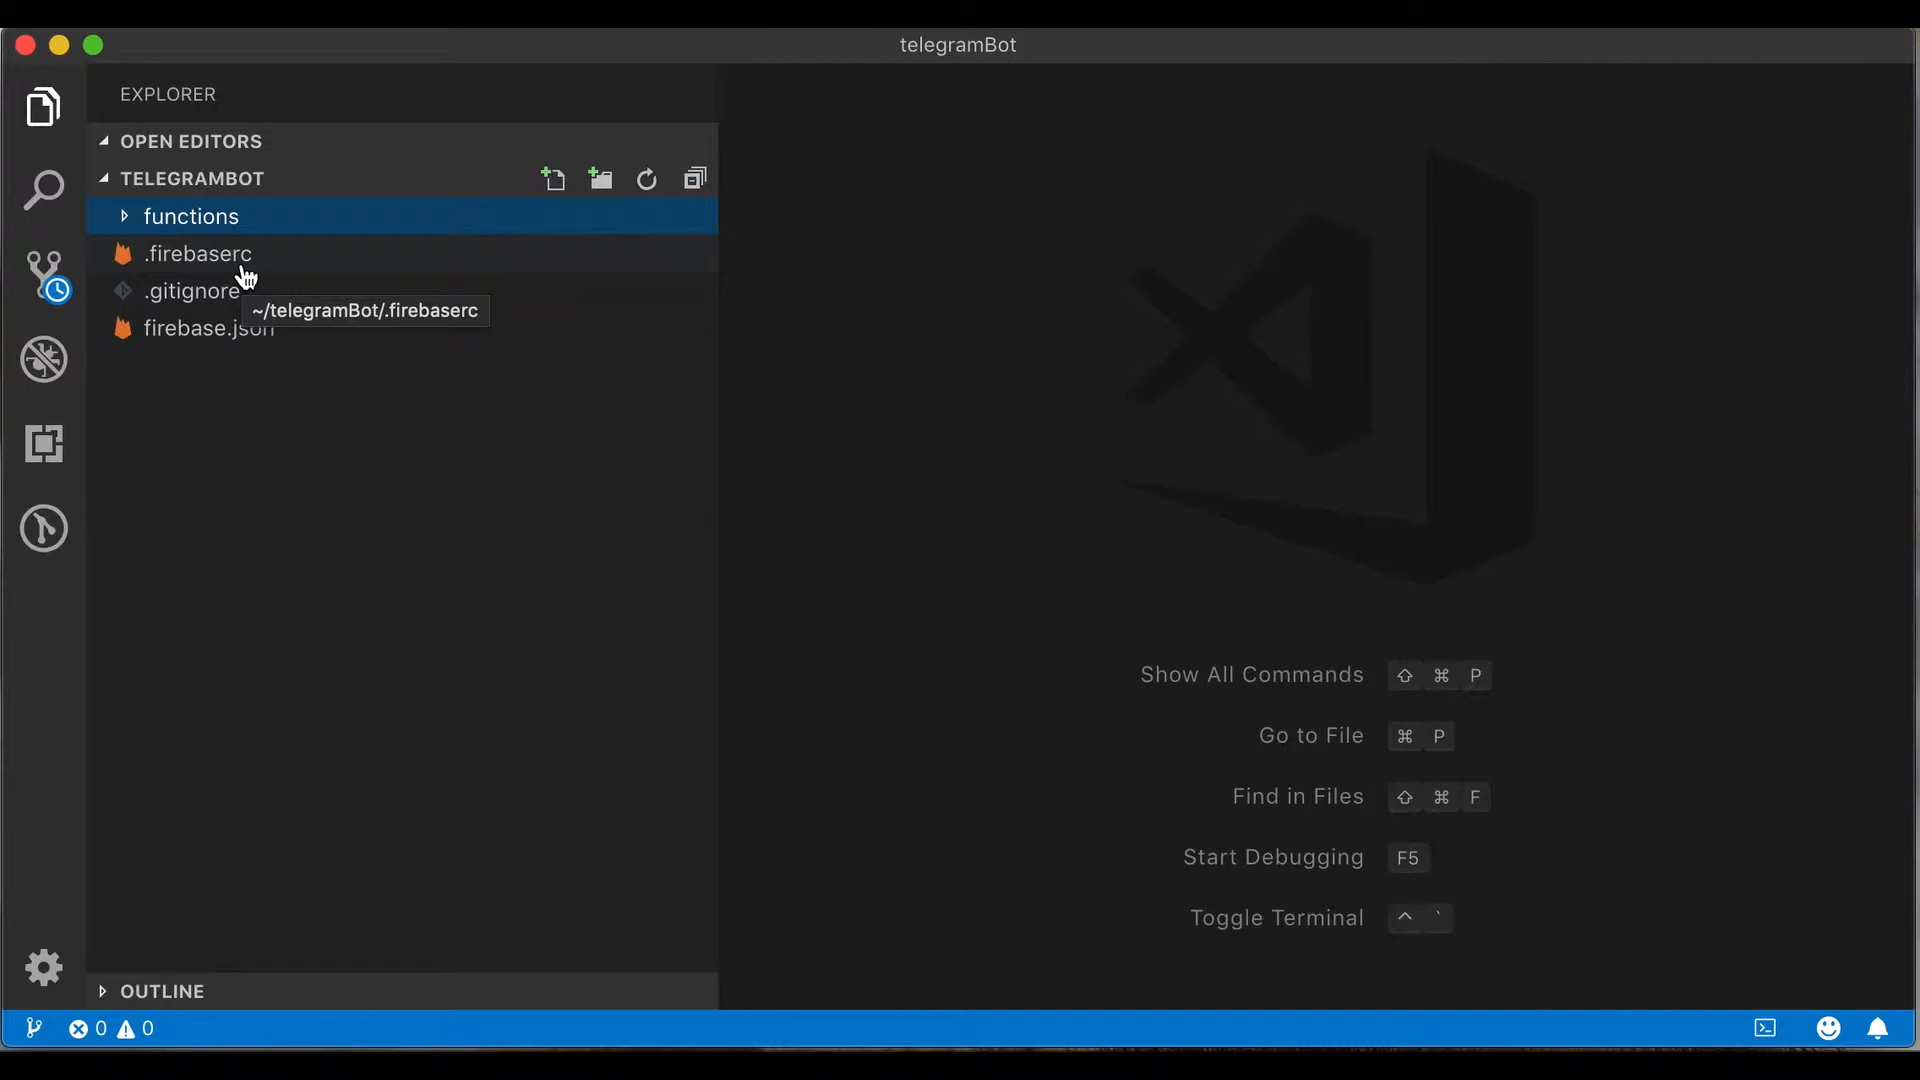 telegramBot
EXPLORER
OPEN EDITORS
TELEGRAMBOT
functions
.firebaserc
.gitignore
~/telegramBot/.firebaserc
firebase.json
Show All Commands ⇧ ⌘ P
Go to File ⌘ P
Find in Files ⇧ ⌘ F
Start Debugging F5
Toggle Terminal ^ `
OUTLINE
0 0